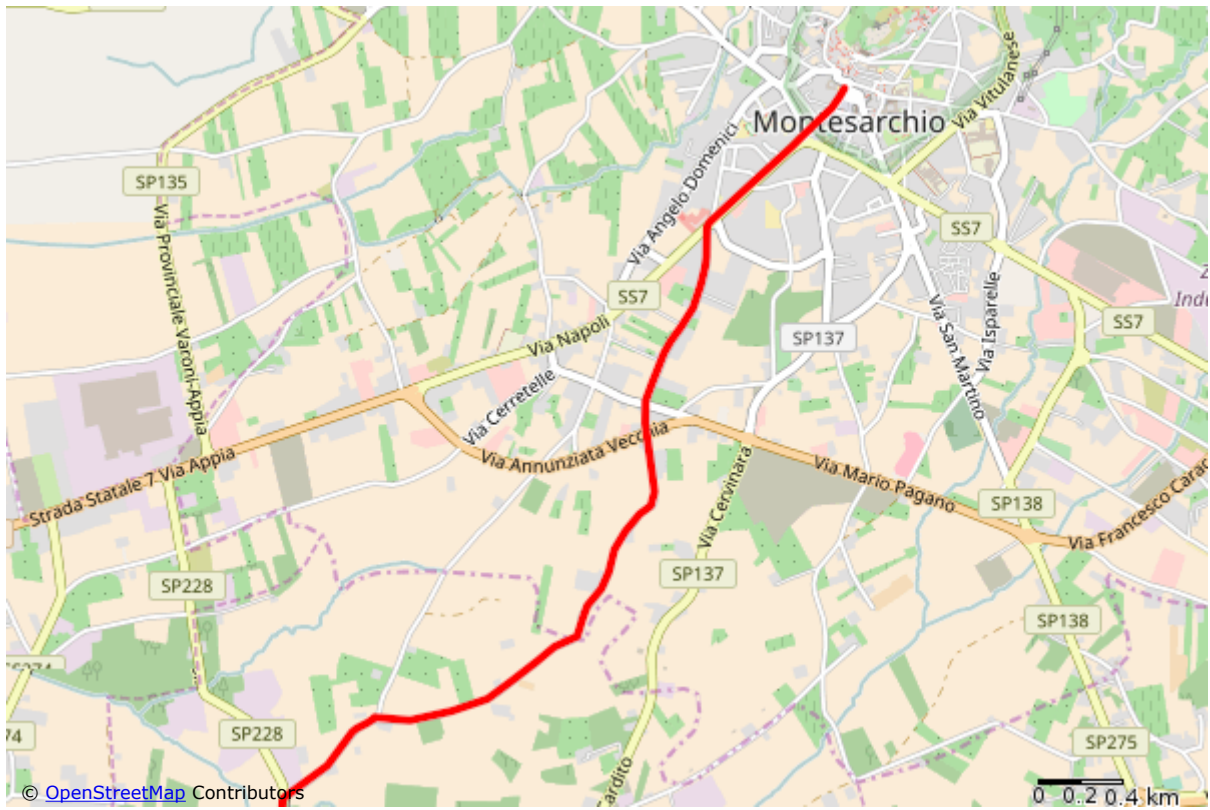 Montesarchio
Via Vitulanese
Via Angelo Domenici
SP135
SS7
Via Provinciale Varoni-Appia
SS7
SS7
Via Napoli
SP137
Via San Martino
Via Isparelle
Via Cerretelle
Via Annunziata Vecchia
Strada Statale 7 Via Appia
Via Mario Pagano
SP138
Via Francesco Carac
Via Cervinara
SP228
SP137
SP138
SP228
SP275
Cardito
0 0.2 0.4 km
© OpenStreetMap Contributors